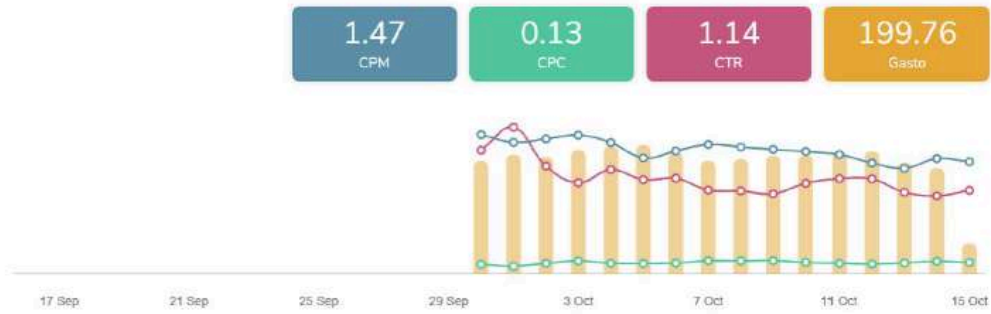 1.47 0.13 1.14 199.76
CPM CPC CTR Gasto
17 Sep 21 Sep 25 Sep 29 Sep 3 Oct 7 Oct 11 Oct 15 Oct